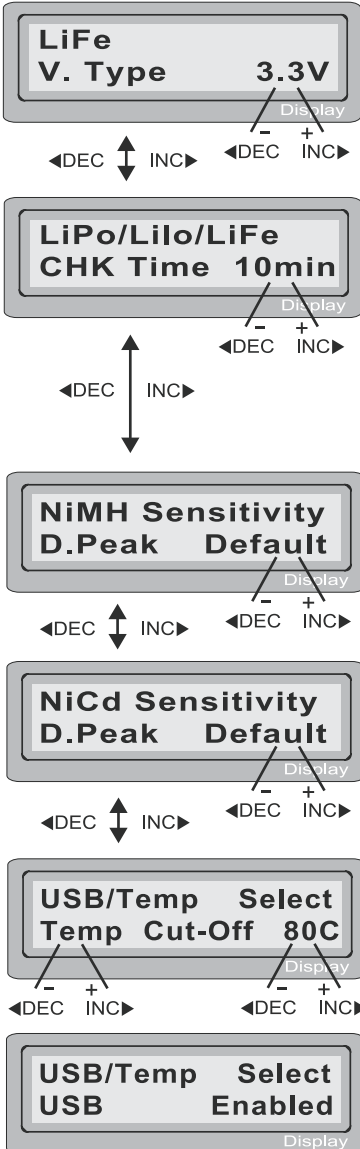 LiFe
V. Type 3.3V
Display
- +
◀DEC INC▶ ◀DEC INC▶
LiPo/LiIo/LiFe
CHK Time 10min
Display
- +
◀DEC INC▶
◀DEC INC▶
NiMH Sensitivity
D.Peak Default
Display
- +
◀DEC INC▶ ◀DEC INC▶
NiCd Sensitivity
D.Peak Default
Display
- +
◀DEC INC▶ ◀DEC INC▶
USB/Temp Select
Temp Cut-Off 80C
Display
- + - +
◀DEC INC▶ ◀DEC INC▶
USB/Temp Select
USB Enabled
Display